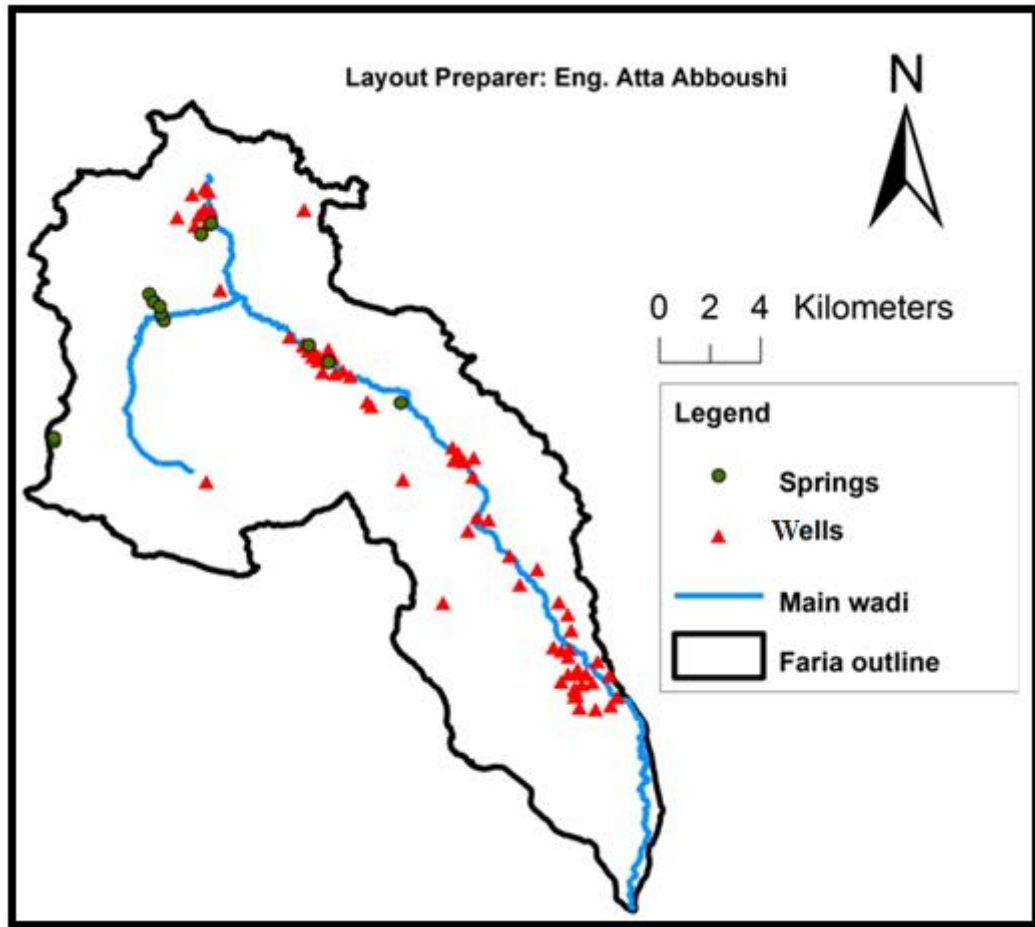 Layout Preparer: Eng. Atta Abboushi
N
0 2 4 Kilometers
Legend
Springs
Wells
Main wadi
Faria outline